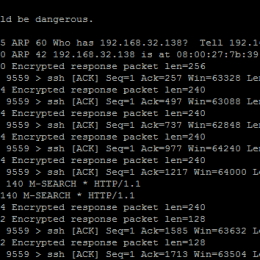 ld be dangerous.
5 ARP 60 Who has 192.168.32.138? Tell 192.1
0 ARP 42 192.168.32.138 is at 08:00:27:7b:39
0 Encrypted response packet len=256
9559 > ssh [ACK] Seq=1 Ack=257 Win=63328 Len
4 Encrypted response packet len=240
9559 > ssh [ACK] Seq=1 Ack=497 Win=63088 Len
4 Encrypted response packet len=240
9559 > ssh [ACK] Seq=1 Ack=737 Win=62848 Len
4 Encrypted response packet len=240
9559 > ssh [ACK] Seq=1 Ack=977 Win=64240 Len
4 Encrypted response packet len=240
9559 > ssh [ACK] Seq=1 Ack=1217 Win=64000 Le
140 M-SEARCH * HTTP/1.1
140 M-SEARCH * HTTP/1.1
4 Encrypted response packet len=240
2 Encrypted response packet len=128
9559 > ssh [ACK] Seq=1 Ack=1585 Win=63632 Le
2 Encrypted response packet len=128
9559 > ssh [ACK] Seq=1 Ack=1713 Win=63504 Le